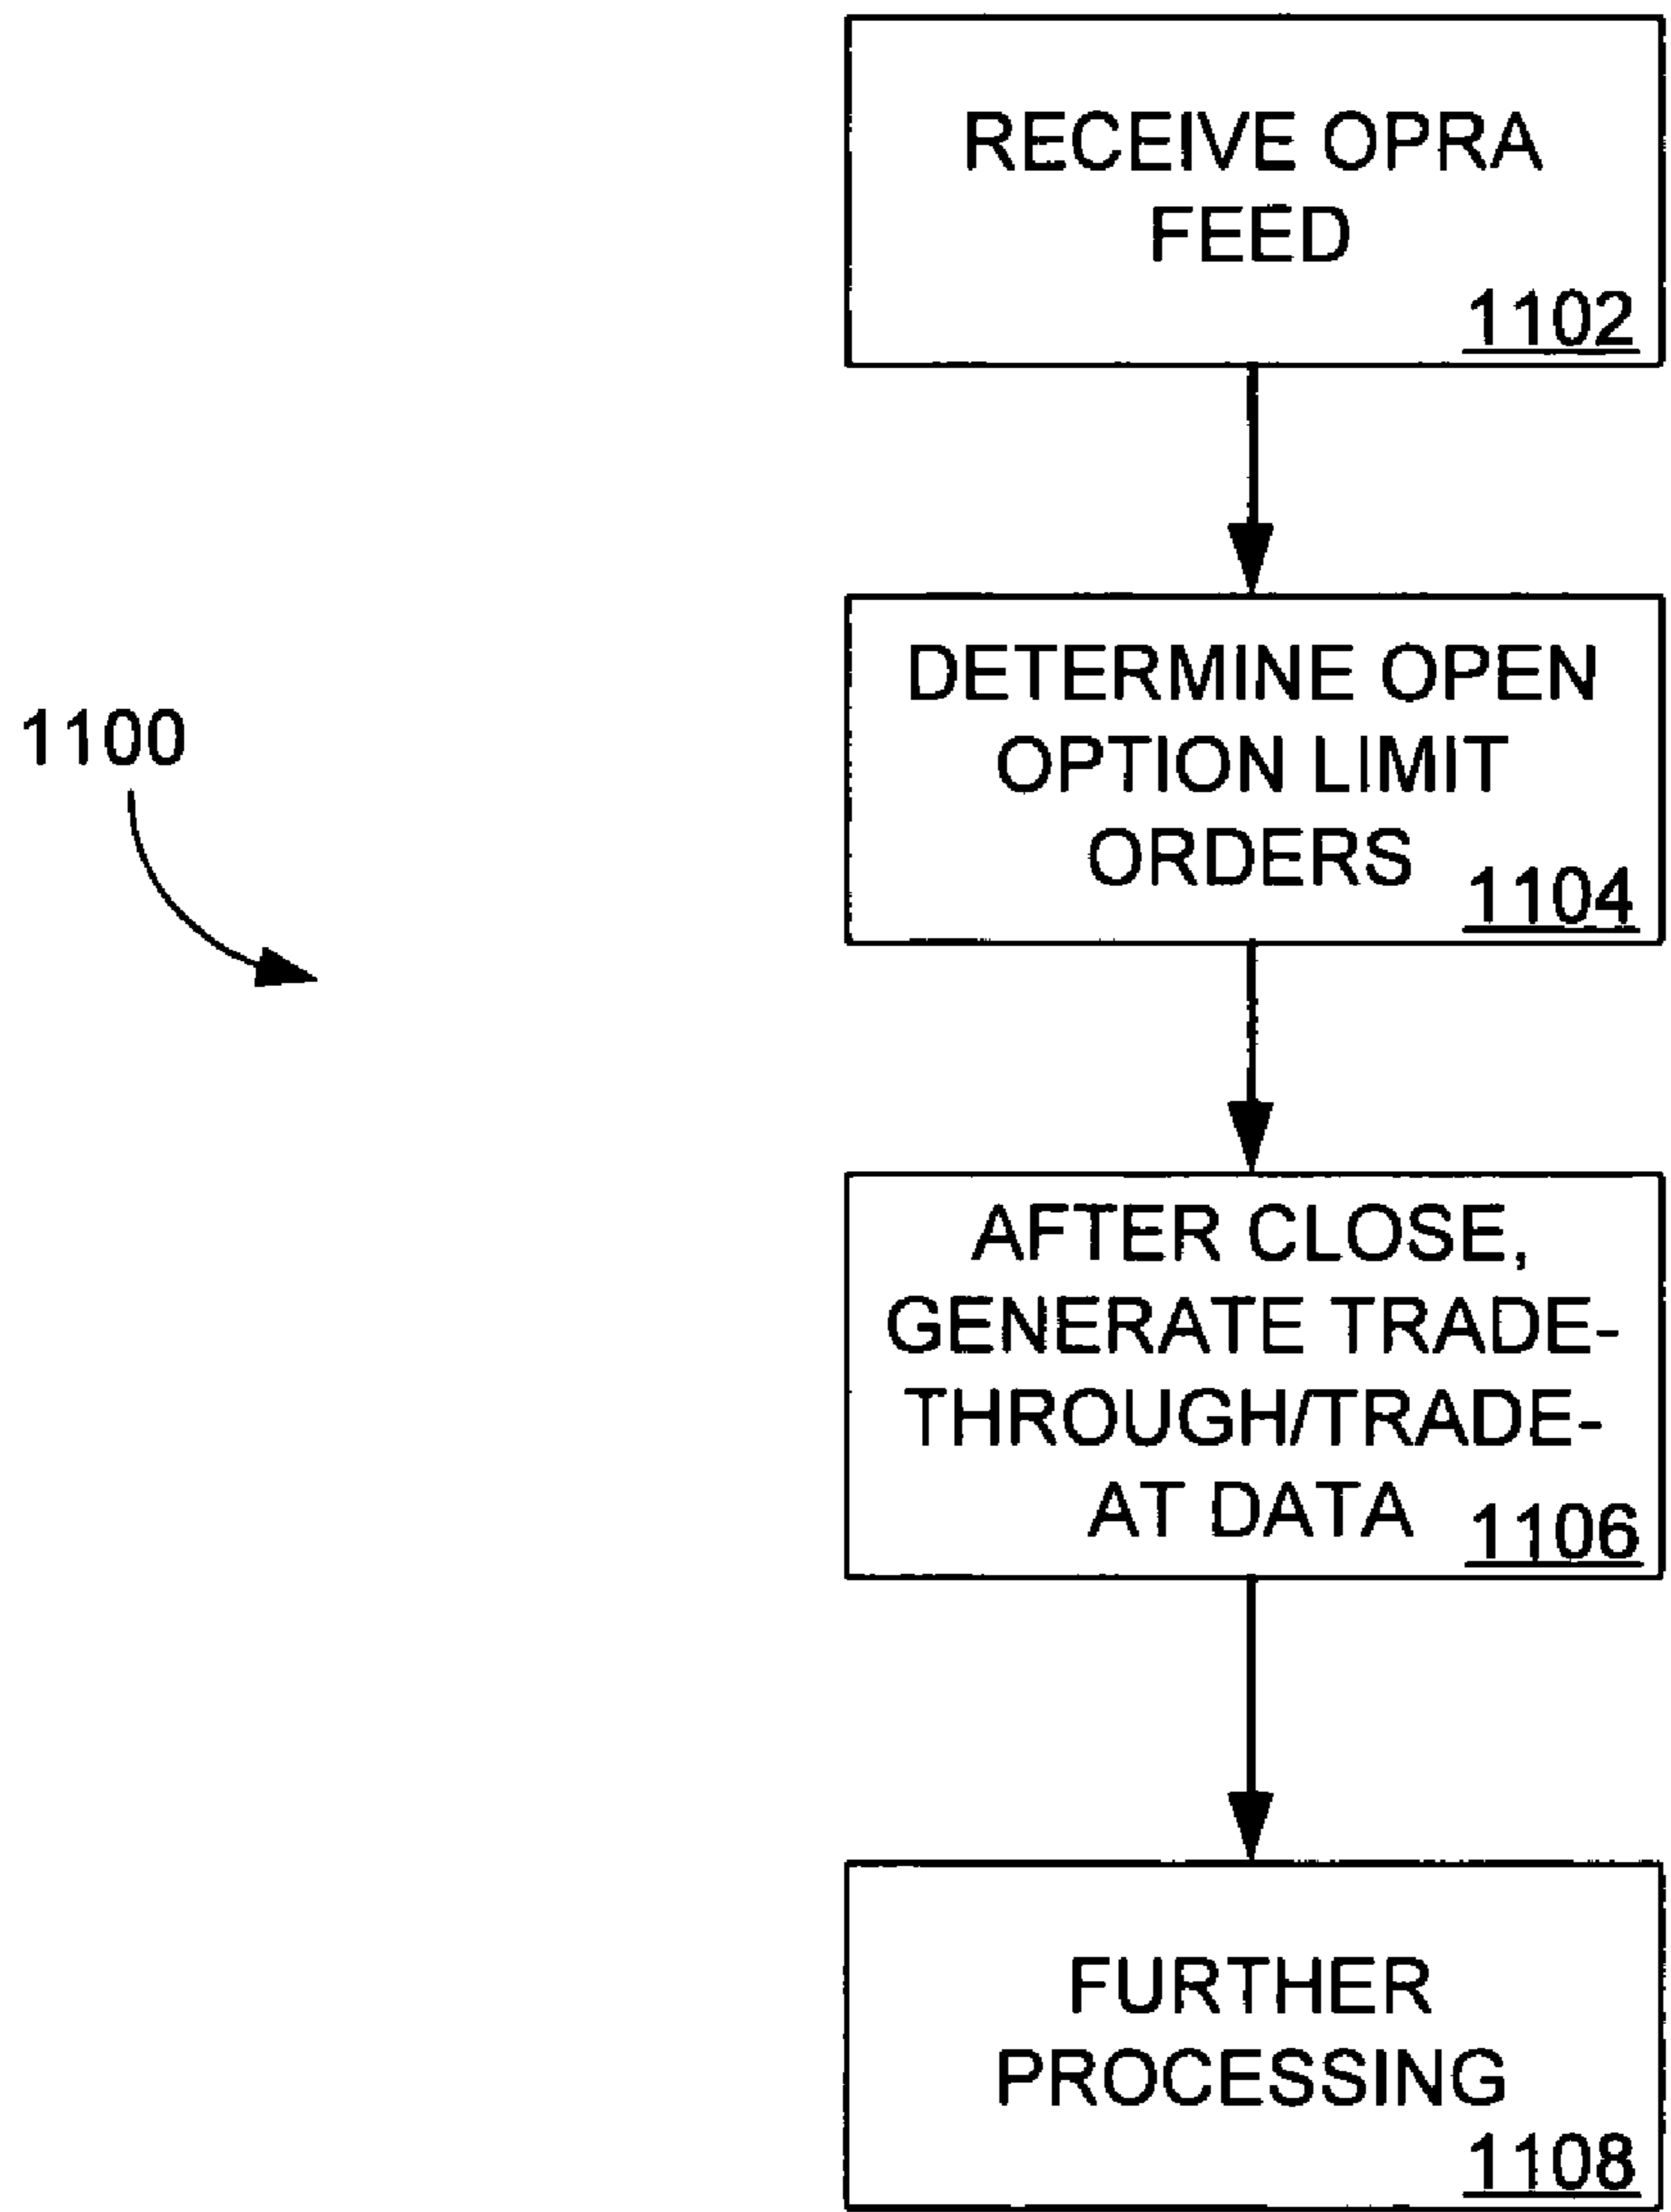 RECEIVE OPRA
FEED
1102
DETERMINE OPEN
OPTION LIMIT
ORDERS
1104
1100
AFTER CLOSE,
GENERATE TRADE-
THROUGH/TRADE-
AT DATA
1106
FURTHER
PROCESSING
1108